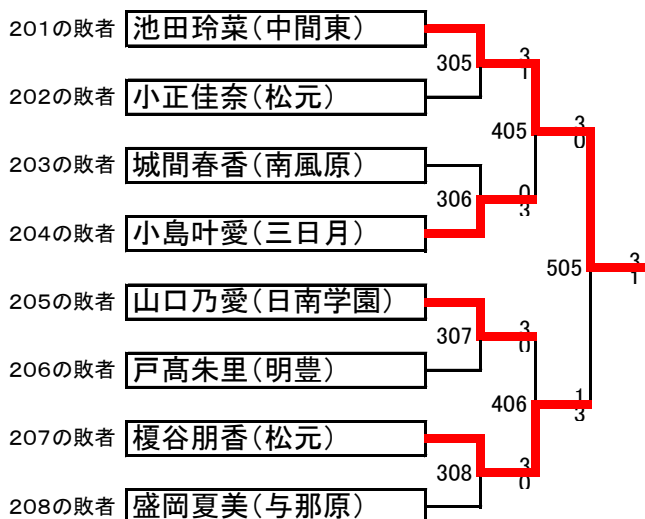 201の敗者 池田玲菜(中間東)
305
3
1
202の敗者 小正佳奈(松元)
405
3
0
203の敗者 城間春香(南風原)
306
0
3
204の敗者 小島叶愛(三日月)
505
3
1
205の敗者 山口乃愛(日南学園)
307
3
0
206の敗者 戸髙朱里(明豊)
406
1
3
207の敗者 榎谷朋香(松元)
308
3
0
208の敗者 盛岡夏美(与那原)